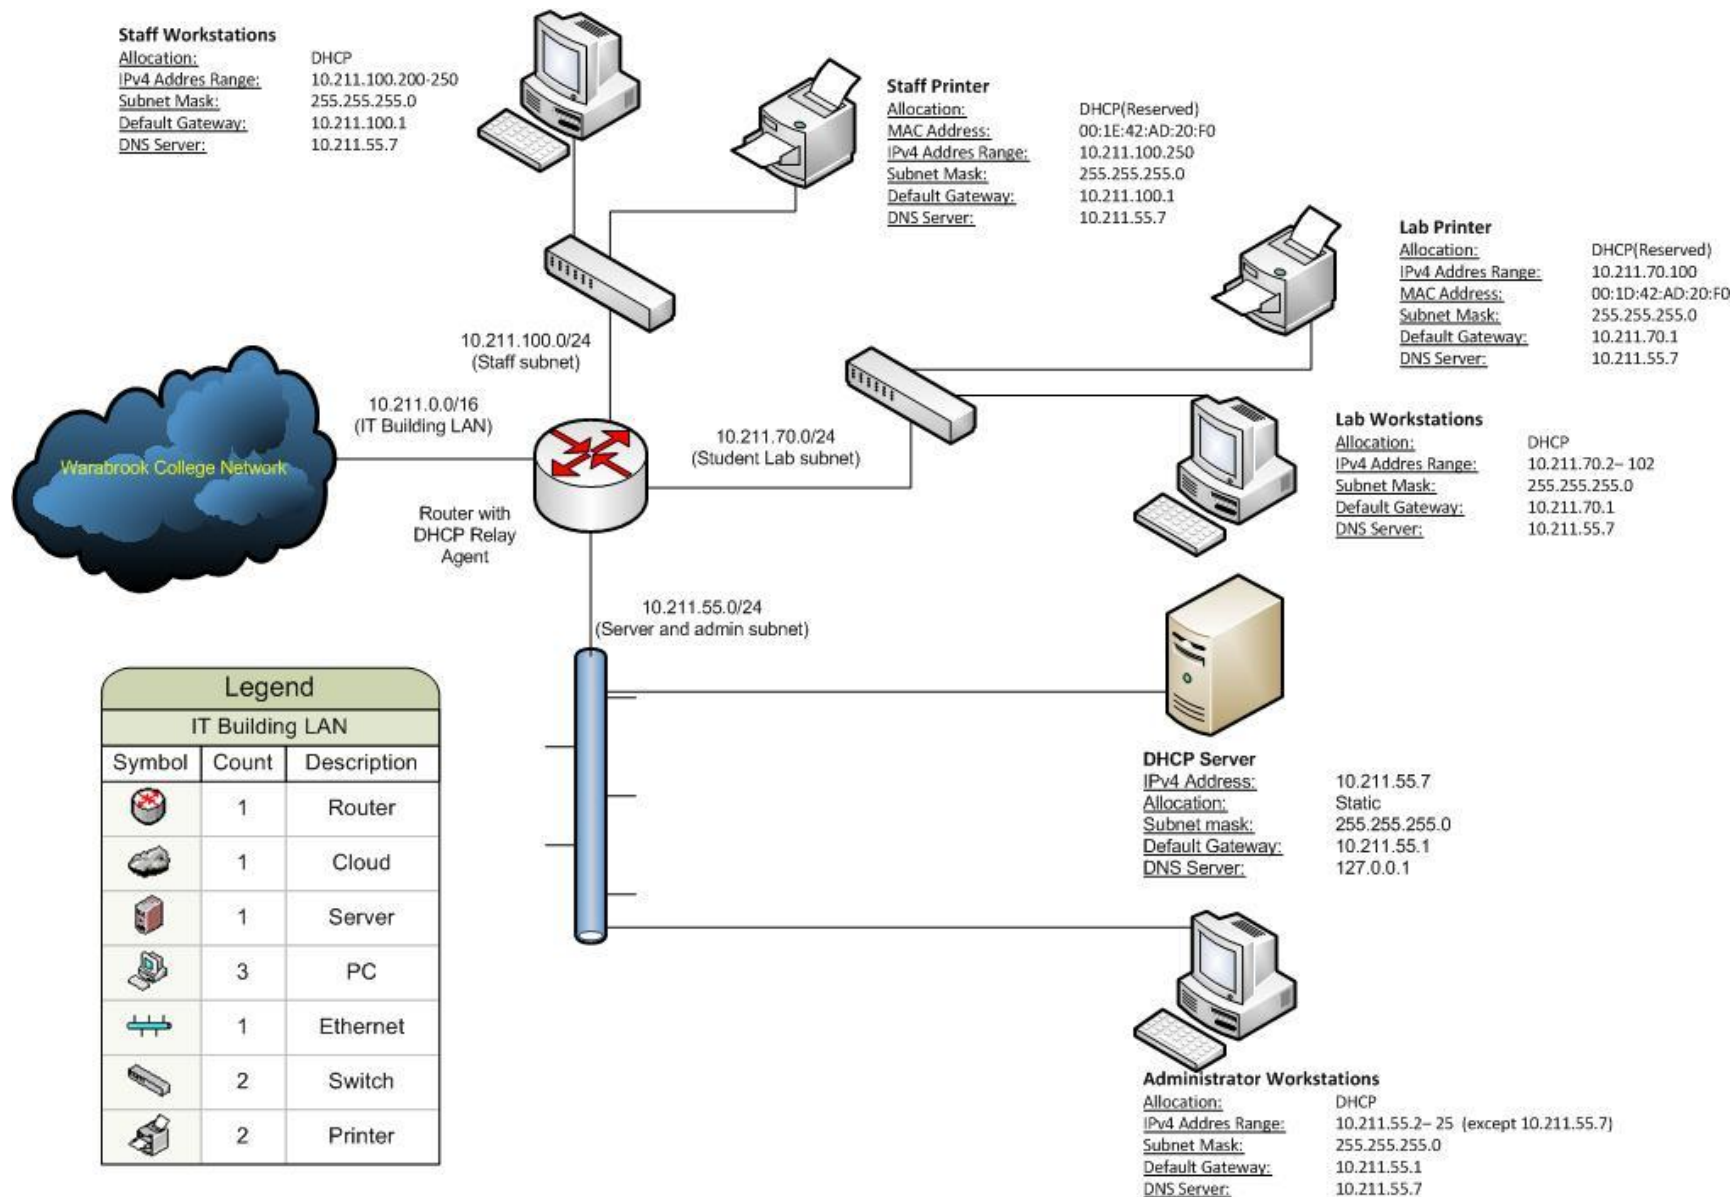 Staff Workstations
Allocation: DHCP
IPv4 Addres Range: 10.211.100.200-250
Subnet Mask: 255.255.255.0
Default Gateway: 10.211.100.1
DNS Server: 10.211.55.7
Staff Printer
Allocation: DHCP(Reserved)
MAC Address: 00:1E:42:AD:20:F0
IPv4 Addres Range: 10.211.100.250
Subnet Mask: 255.255.255.0
Default Gateway: 10.211.100.1
DNS Server: 10.211.55.7
Lab Printer
Allocation: DHCP(Reserved)
IPv4 Addres Range: 10.211.70.100
MAC Address: 00:1D:42:AD:20:F0
Subnet Mask: 255.255.255.0
Default Gateway: 10.211.70.1
DNS Server: 10.211.55.7
10.211.100.0/24
(Staff subnet)
10.211.0.0/16
(IT Building LAN)
Warabrook College Network
10.211.70.0/24
(Student Lab subnet)
Router with
DHCP Relay
Agent
Lab Workstations
Allocation: DHCP
IPv4 Addres Range: 10.211.70.2– 102
Subnet Mask: 255.255.255.0
Default Gateway: 10.211.70.1
DNS Server: 10.211.55.7
10.211.55.0/24
(Server and admin subnet)
DHCP Server
IPv4 Address: 10.211.55.7
Allocation: Static
Subnet mask: 255.255.255.0
Default Gateway: 10.211.55.1
DNS Server: 127.0.0.1
Administrator Workstations
Allocation: DHCP
IPv4 Addres Range: 10.211.55.2– 25 (except 10.211.55.7)
Subnet Mask: 255.255.255.0
Default Gateway: 10.211.55.1
DNS Server: 10.211.55.7
Legend
IT Building LAN
Symbol Count Description
1 Router
1 Cloud
1 Server
3 PC
1 Ethernet
2 Switch
2 Printer